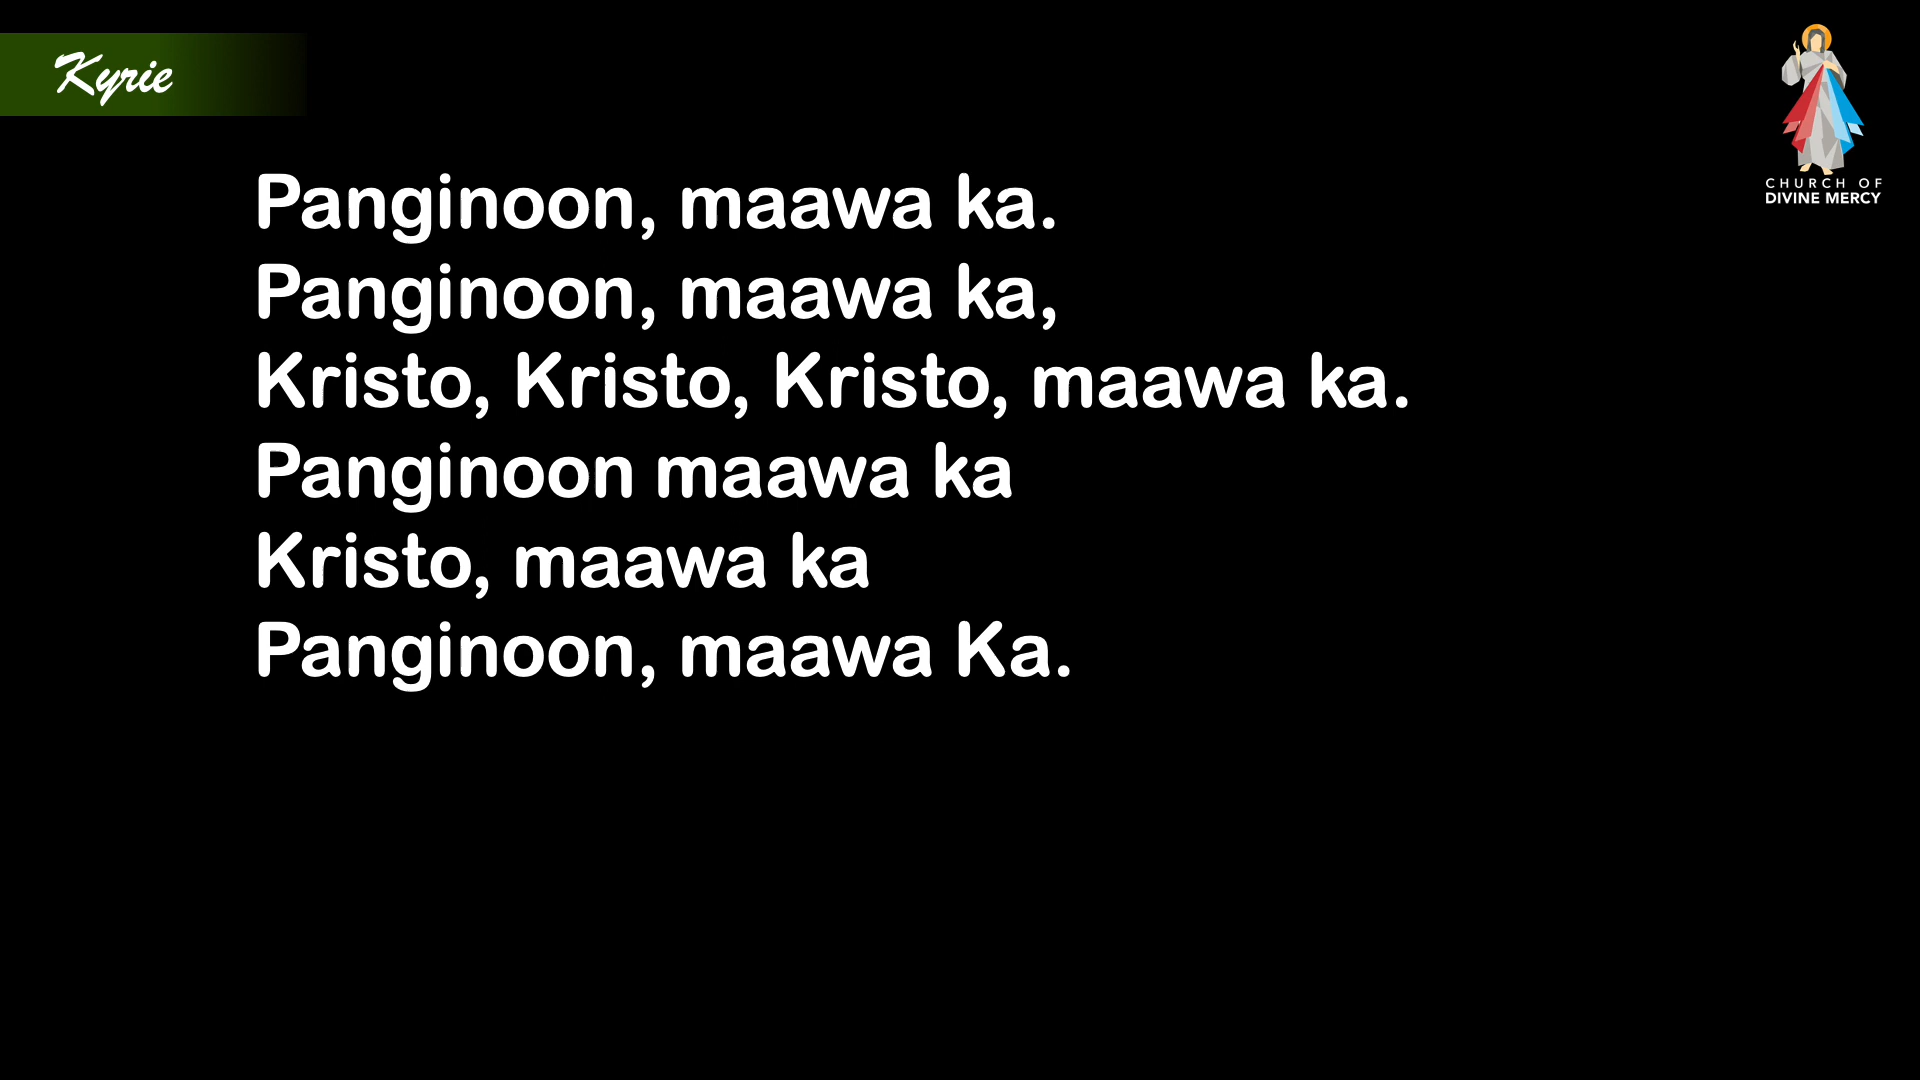 Kyrie
CHURCH OF
DIVINE MERCY
Panginoon, maawa ka.
Panginoon, maawa ka,
Kristo, Kristo, Kristo, maawa ka.
Panginoon maawa ka
Kristo, maawa ka
Panginoon, maawa Ka.